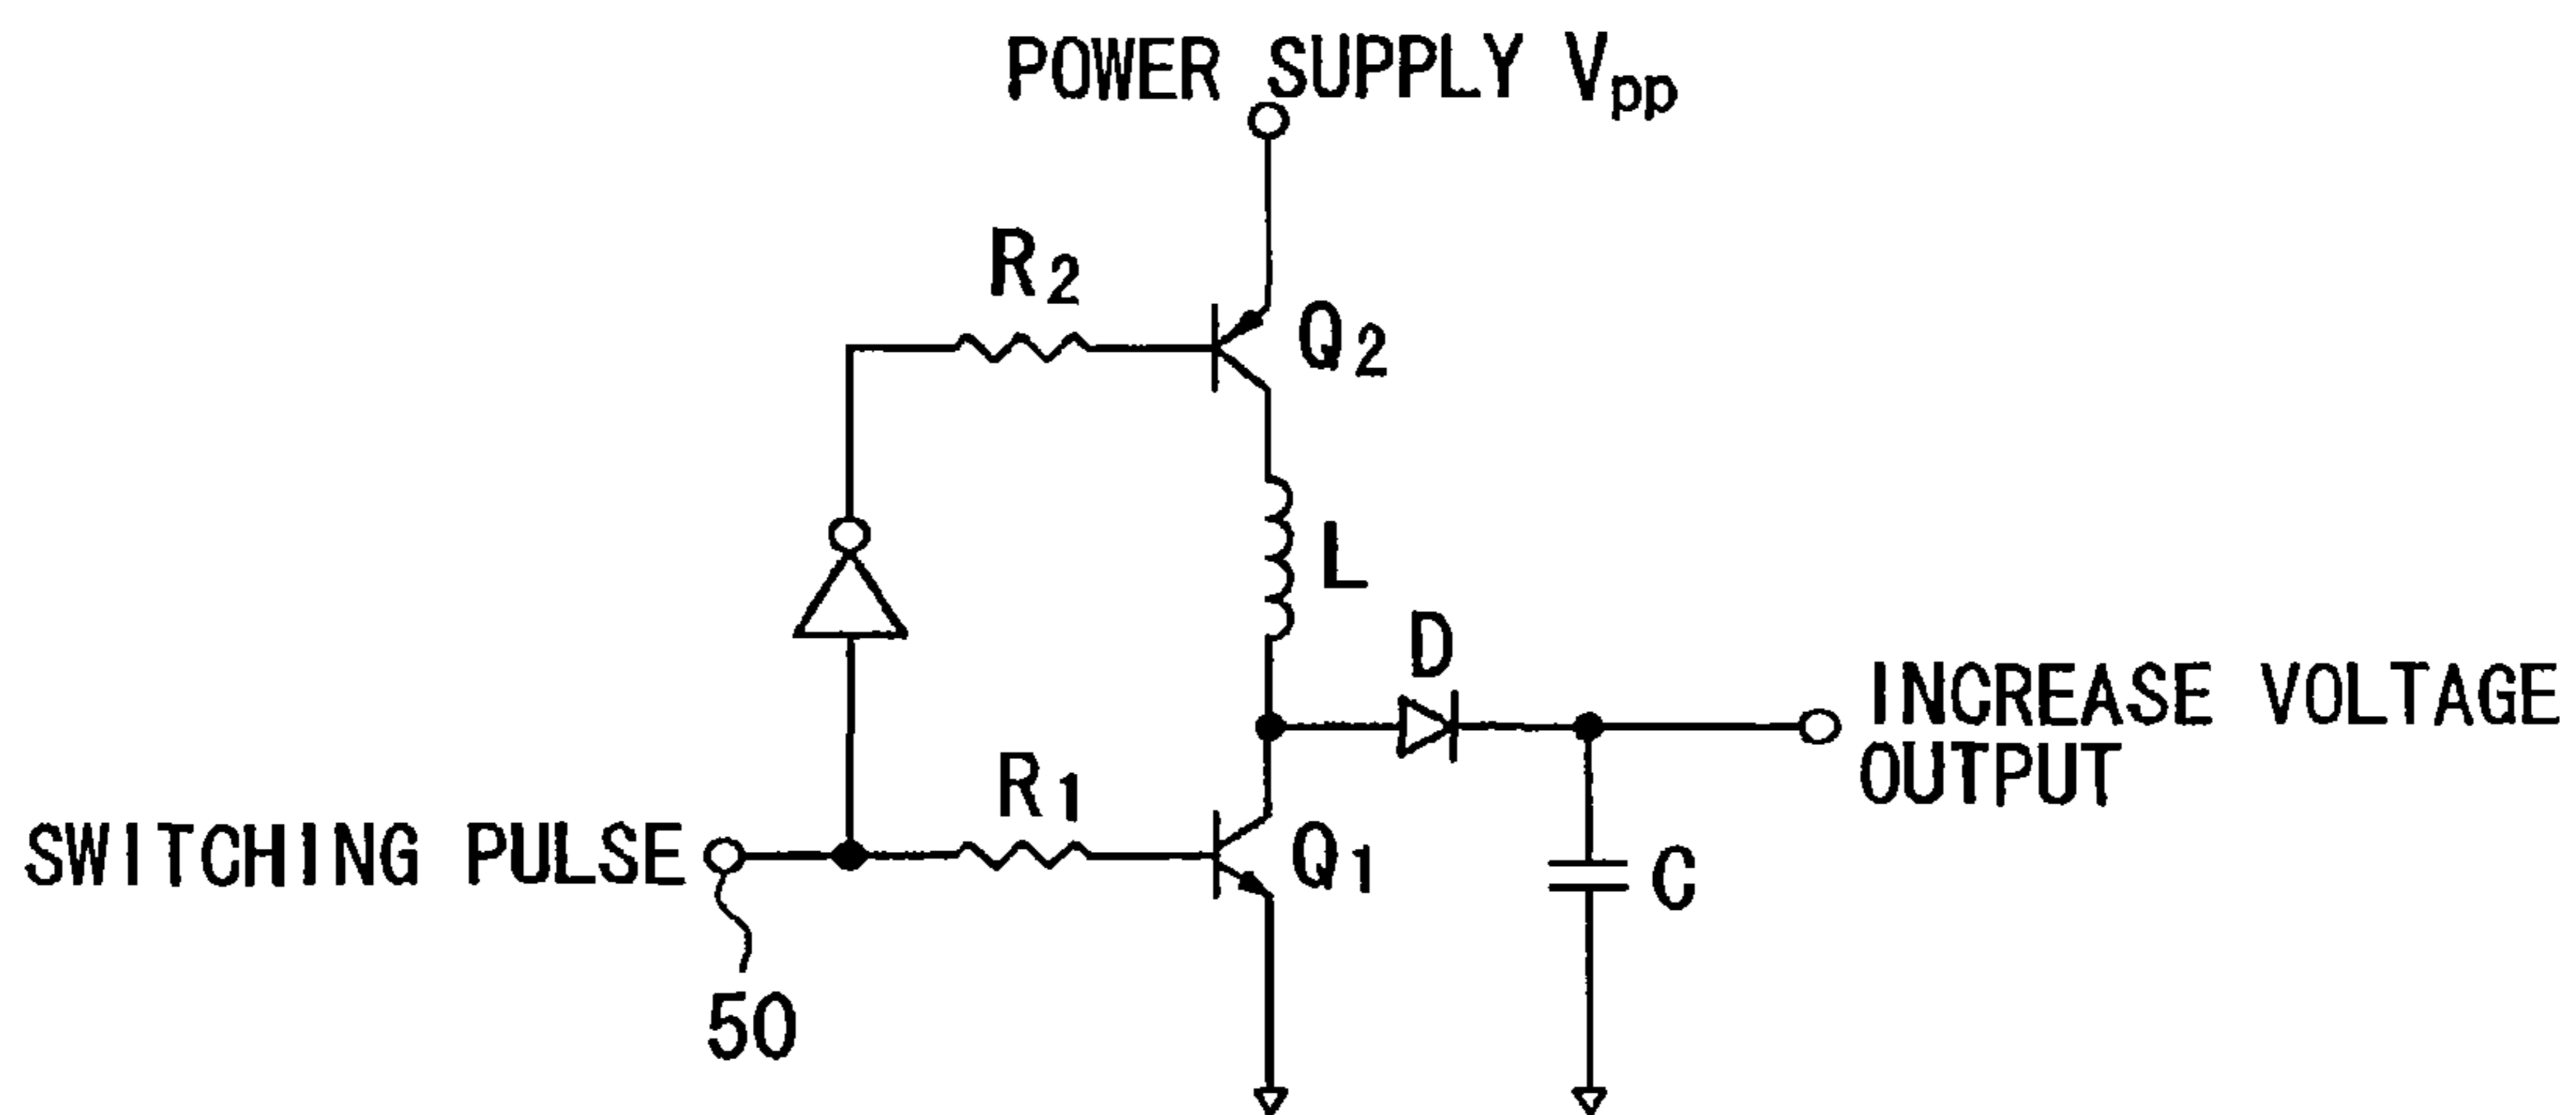 POWER SUPPLY Vpp
R2
Q2
L
D
INCREASE VOLTAGE
OUTPUT
R1
SWITCHING PULSE
Q1
C
50